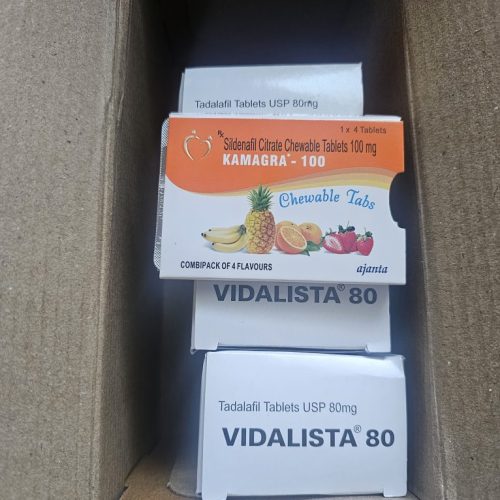 Tadalafil Tablets USP 80mg
1 x 4 Tablets
Rx Sildenafil Citrate Chewable Tablets 100 mg
KAMAGRA® - 100
Chewable Tabs
COMBIPACK OF 4 FLAVOURS
ajanta
VIDALISTA® 80
Tadalafil Tablets USP 80mg
VIDALISTA® 80